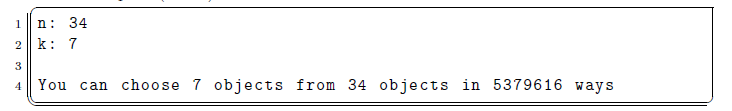 1 n: 34
2 k: 7
3
4 You can choose 7 objects from 34 objects in 5379616 ways